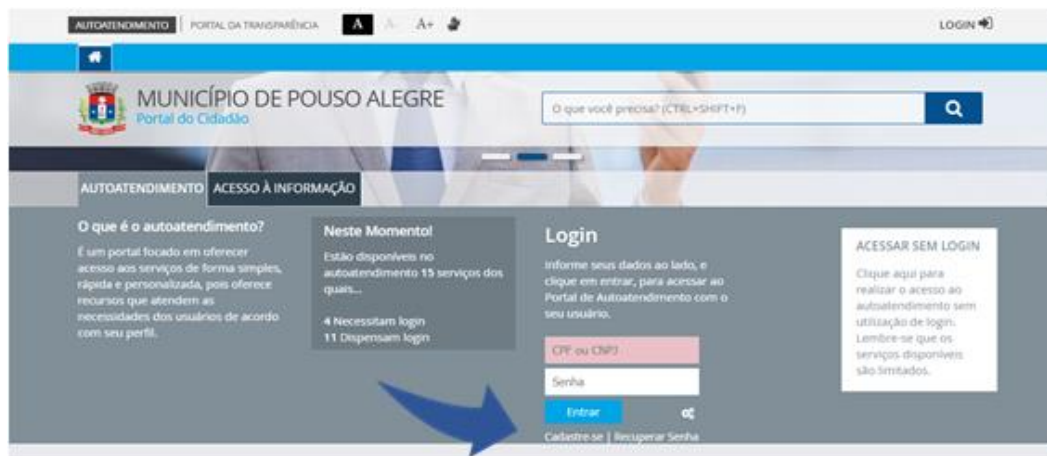 AUTOATENDIMENTO
PORTAL DA TRANSPARÊNCIA
A
A-
A+
LOGIN
MUNICÍPIO DE POUSO ALEGRE
Portal do Cidadão
O que você precisa? (CTRL+SHIFT+F)
AUTOATENDIMENTO
ACESSO À INFORMAÇÃO
O que é o autoatendimento?
É um portal focado em oferecer
acesso aos serviços de forma simples,
rápida e personalizada, pois oferece
recursos que atendem as
necessidades dos usuários de acordo
com seu perfil.
Neste Momento!
Estão disponíveis no
autoatendimento 15 serviços dos
quais...
4 Necessitam login
11 Dispensam login
Login
Informe seus dados ao lado, e
clique em entrar, para acessar ao
Portal de Autoatendimento com o
seu usuário.
CPF ou CNPJ
Senha
Entrar
Cadastre-se | Recuperar Senha
ACESSAR SEM LOGIN
Clique aqui para
realizar o acesso ao
autoatendimento sem
utilização de login.
Lembre-se que os
serviços disponíveis
são limitados.